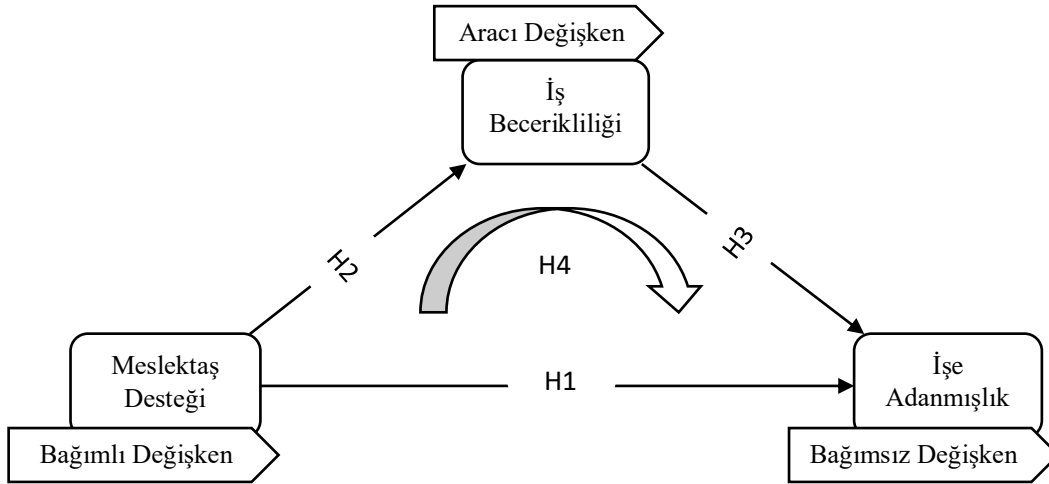 Aracı Değişken
İş
Becerikliliği
H2
H3
H4
Meslektaş
Desteği
H1
İşe
Adanmışlık
Bağımlı Değişken
Bağımsız Değişken